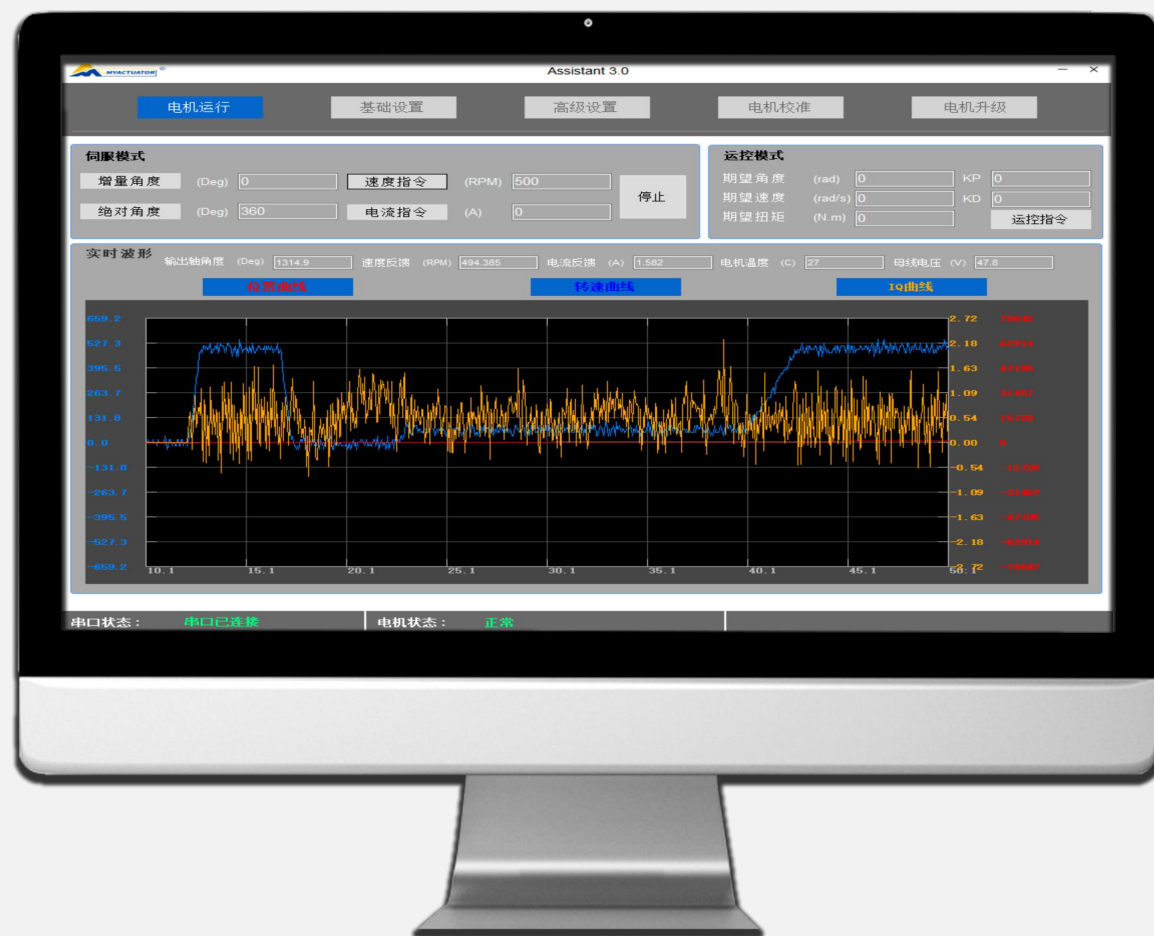 MYACTUATOR ®
Assistant 3.0
电机运行 基础设置 高级设置 电机校准 电机升级
伺服模式
增量角度 (Deg) 0 速度指令 (RPM) 500
停止
绝对角度 (Deg) 360 电流指令 (A) 0
运控模式
期望角度 (rad) 0 KP 0
期望速度 (rad/s) 0 KD 0
期望扭矩 (N.m) 0 运控指令
实时波形 输出轴角度 (Deg) 1314.9 速度反馈 (RPM) 494.385 电流反馈 (A) 1.582 电机温度 (C) 27 母线电压 (V) 47.8
位置曲线 转速曲线 IQ曲线
659.2 2.72
527.3 2.18
395.5 1.63
263.7 1.09
131.8 0.54
0.0 0.00 0
-131.8 -0.54
-263.7 -1.09
-395.5 -1.63
-527.3 -2.18
-659.2 -2.72
10.1 15.1 20.1 25.1 30.1 35.1 40.1 45.1 50.1
串口状态： 串口已连接 电机状态： 正常